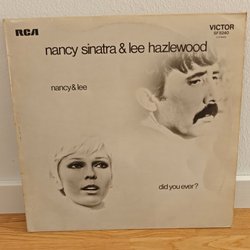 RCA
VICTOR
SF 8240
nancy sinatra & lee hazlewood
nancy & lee
did you ever?